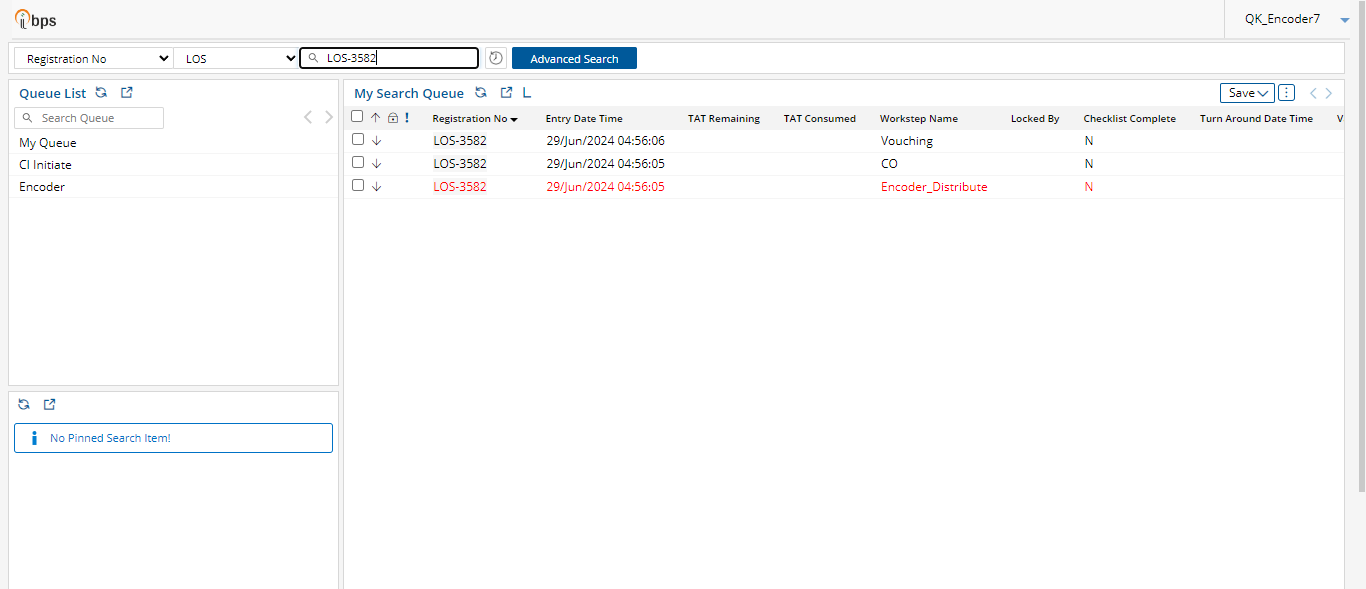 ibps
QK_Encoder7
Registration No LOS LOS-3582 Advanced Search
Queue List
Search Queue
My Queue
CI Initiate
Encoder
No Pinned Search Item!
My Search Queue L Save
! Registration No Entry Date Time TAT Remaining TAT Consumed Workstep Name Locked By Checklist Complete Turn Around Date Time V
LOS-3582 29/Jun/2024 04:56:06 Vouching N
LOS-3582 29/Jun/2024 04:56:05 CO N
LOS-3582 29/Jun/2024 04:56:05 Encoder_Distribute N